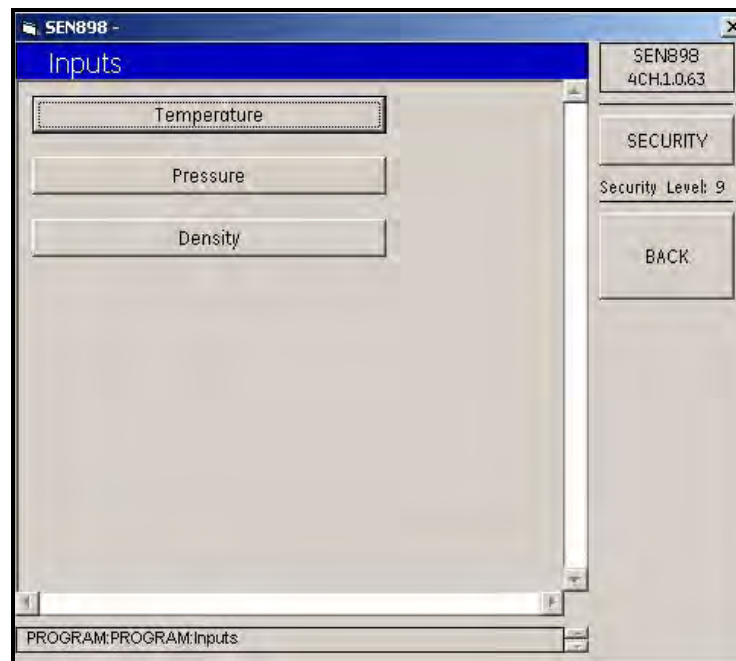 SEN898 -
Inputs
Temperature
Pressure
Density
PROGRAM:PROGRAM:Inputs
SEN898
4CH.1.0.63
SECURITY
Security Level: 9
BACK